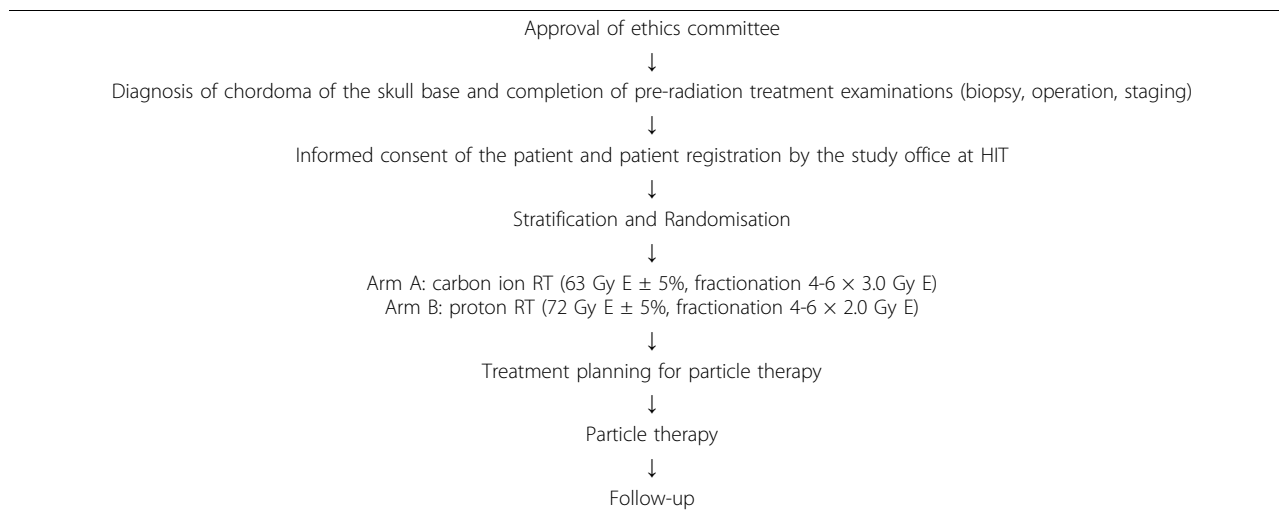 Approval of ethics committee
↓
Diagnosis of chordoma of the skull base and completion of pre-radiation treatment examinations (biopsy, operation, staging)
↓
Informed consent of the patient and patient registration by the study office at HIT
↓
Stratification and Randomisation
↓
Arm A: carbon ion RT (63 Gy E ± 5%, fractionation 4-6 × 3.0 Gy E)
Arm B: proton RT (72 Gy E ± 5%, fractionation 4-6 × 2.0 Gy E)
↓
Treatment planning for particle therapy
↓
Particle therapy
↓
Follow-up